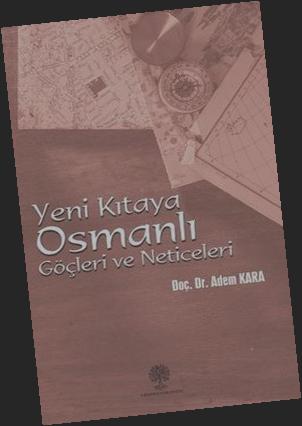 Yeni Kıtaya
Osmanlı
Göçleri ve Neticeleri
Doç. Dr. Adem KARA